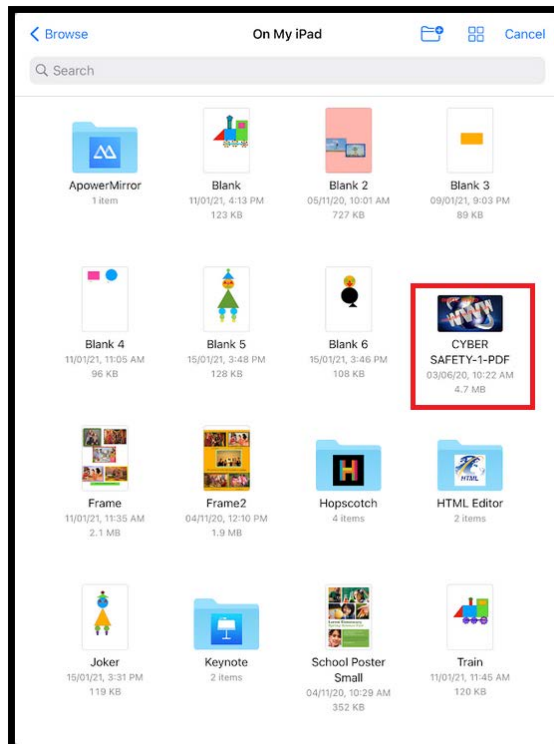 Browse
On My iPad
Cancel
Search
ApowerMirror
1 item
Blank
11/01/21, 4:13 PM
123 KB
Blank 2
05/11/20, 10:01 AM
727 KB
Blank 3
09/01/21, 9:03 PM
89 KB
Blank 4
11/01/21, 11:05 AM
96 KB
Blank 5
15/01/21, 3:48 PM
128 KB
Blank 6
15/01/21, 3:46 PM
108 KB
WWW
CYBER
SAFETY-1-PDF
03/06/20, 10:22 AM
4.7 MB
Frame
11/01/21, 11:35 AM
2.1 MB
Frame2
04/11/20, 12:10 PM
1.9 MB
H
Hopscotch
4 items
HTML
HTML Editor
2 items
Joker
15/01/21, 3:31 PM
119 KB
Keynote
2 items
School Poster
Small
04/11/20, 10:29 AM
352 KB
Train
11/01/21, 11:45 AM
120 KB